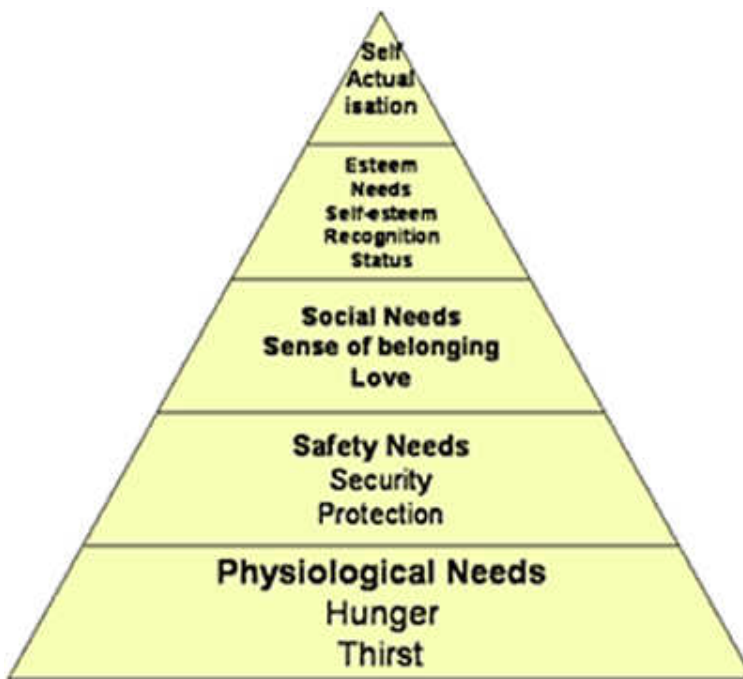 Self
Actual
isation
Esteem
Needs
Self-esteem
Recognition
Status
Social Needs
Sense of belonging
Love
Safety Needs
Security
Protection
Physiological Needs
Hunger
Thirst